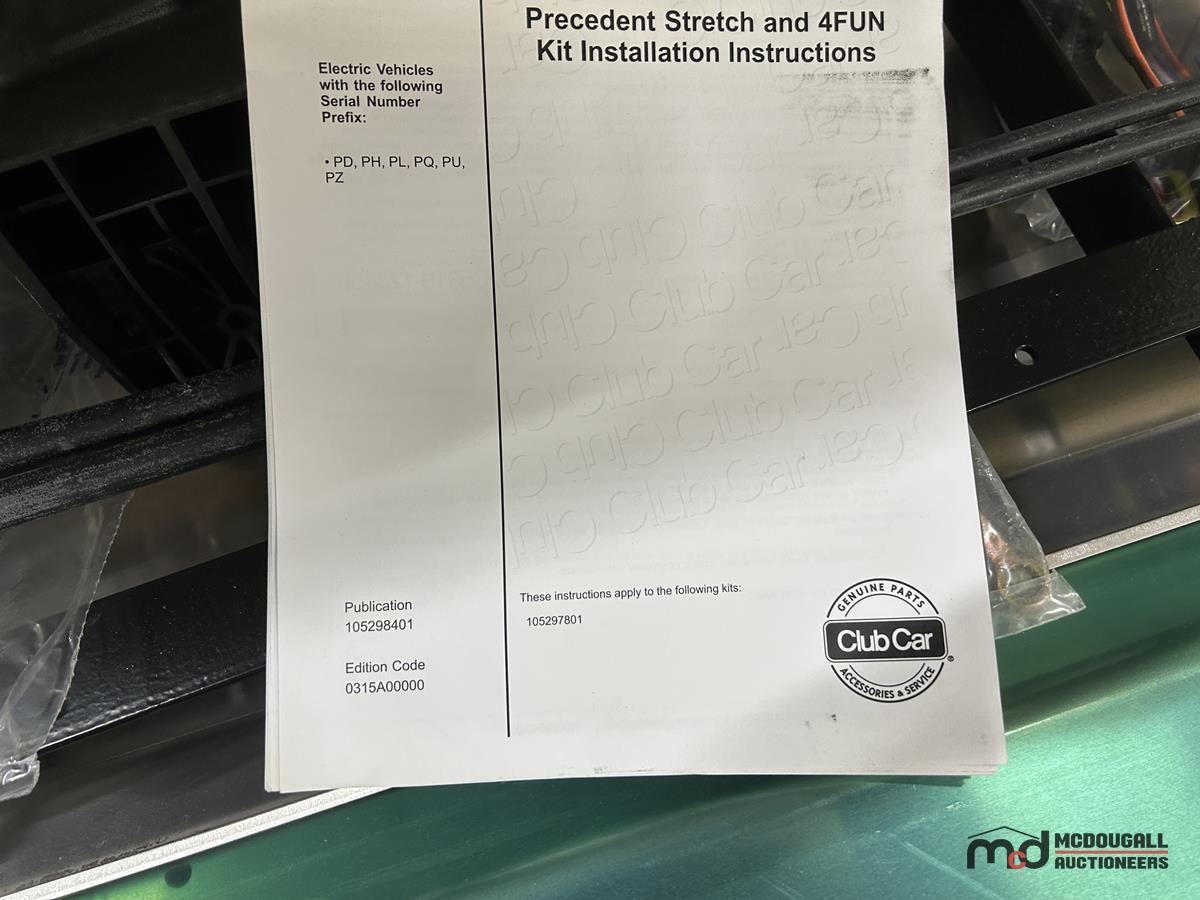 Precedent Stretch and 4FUN
Kit Installation Instructions
Electric Vehicles
with the following
Serial Number
Prefix:
• PD, PH, PL, PQ, PU,
PZ
Publication
105298401
Edition Code
0315A00000
These instructions apply to the following kits:
105297801
GENUINE PARTS
Club Car
®
ACCESSORIES & SERVICE
mcd MCDOUGALL
AUCTIONEERS